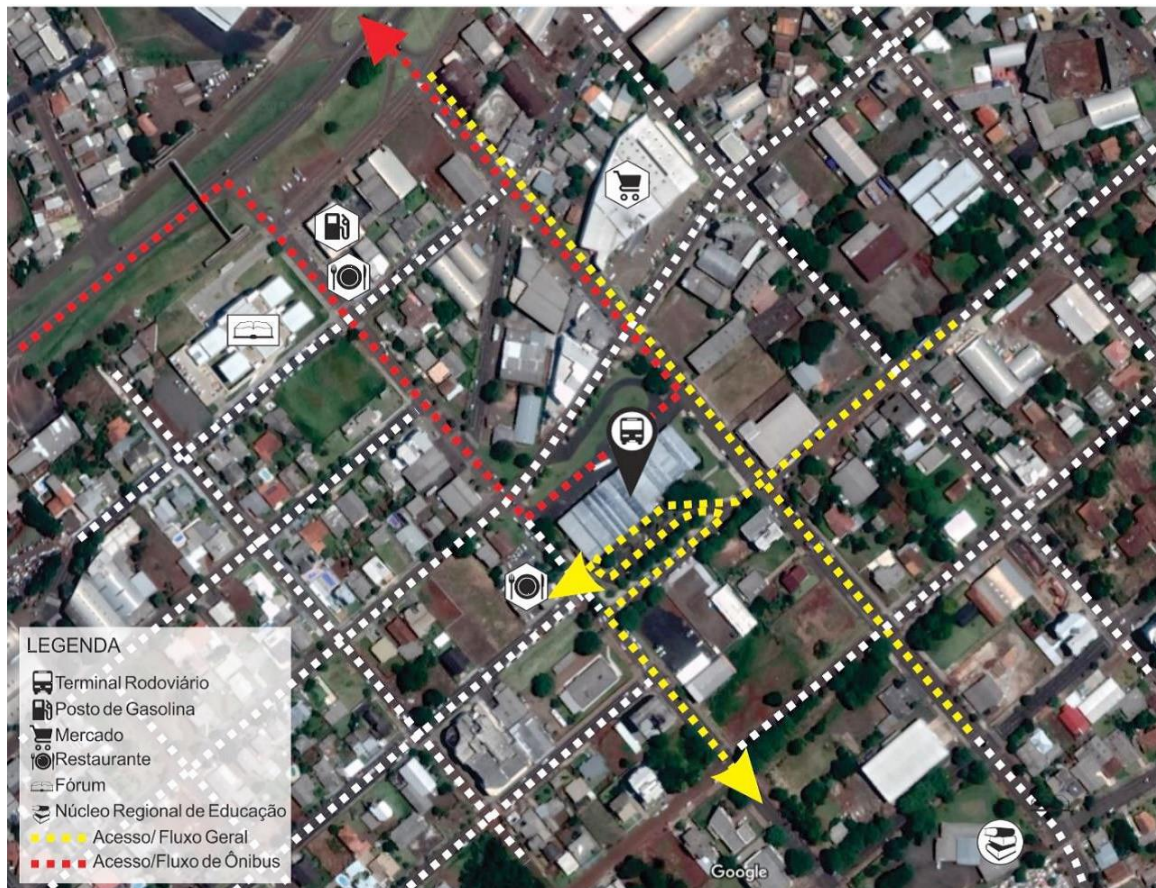 LEGENDA
Terminal Rodoviário
Posto de Gasolina
Mercado
Restaurante
Fórum
Núcleo Regional de Educação
Acesso/ Fluxo Geral
Acesso/Fluxo de Ônibus
Google